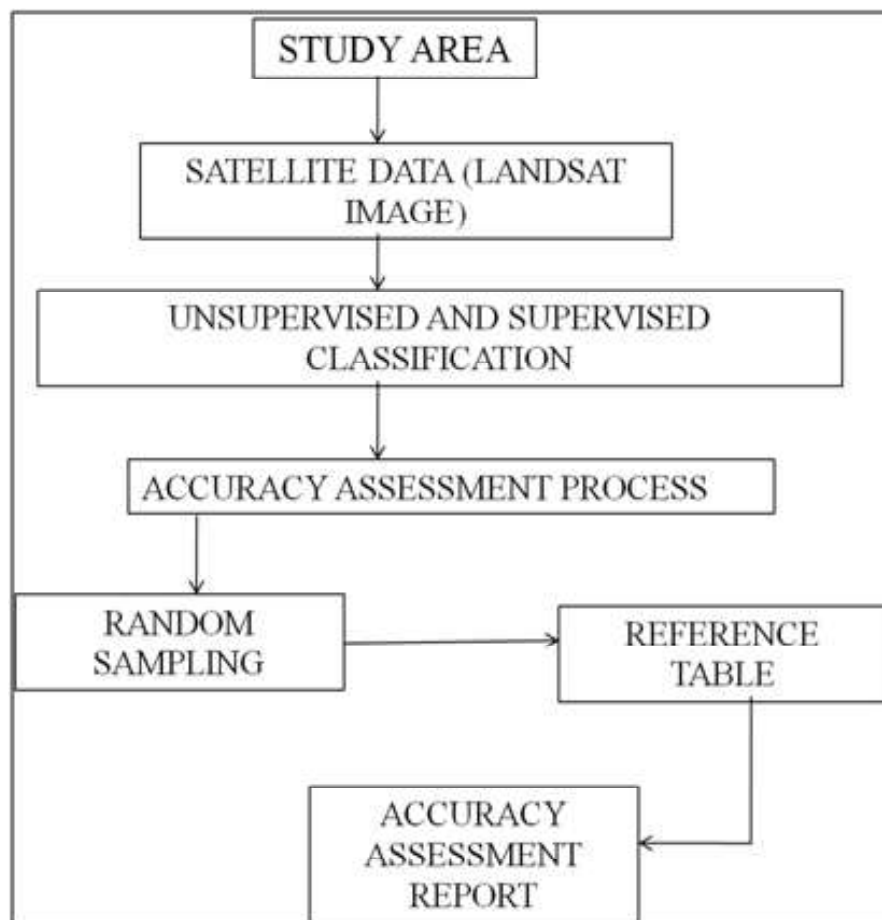 STUDY AREA
SATELLITE DATA (LANDSAT
IMAGE)
UNSUPERVISED AND SUPERVISED
CLASSIFICATION
ACCURACY ASSESSMENT PROCESS
RANDOM
SAMPLING
REFERENCE
TABLE
ACCURACY
ASSESSMENT
REPORT